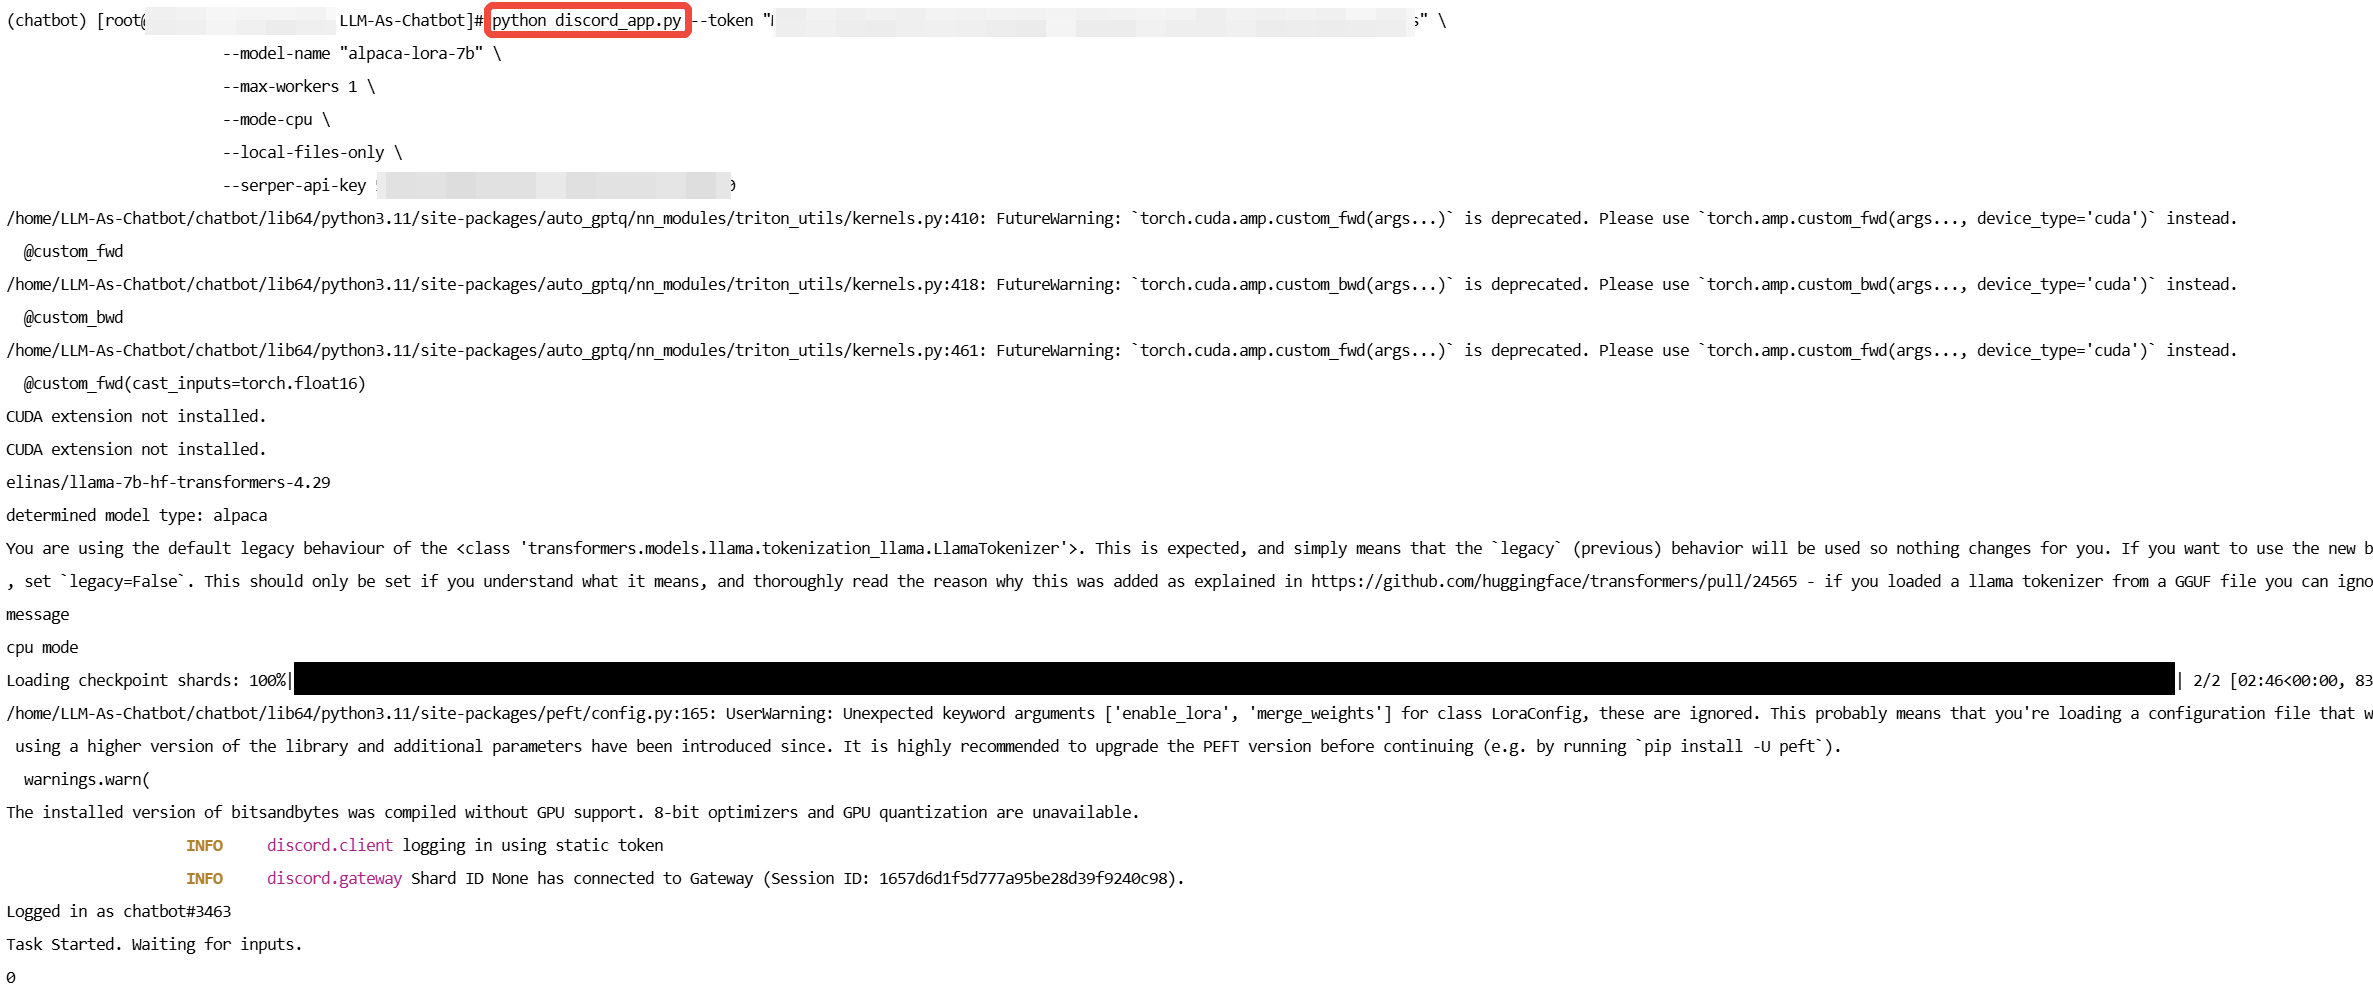 (chatbot) [root@ LLM-As-Chatbot]# python discord_app.py --token " s" \
--model-name "alpaca-lora-7b" \
--max-workers 1 \
--mode-cpu \
--local-files-only \
--serper-api-key 0
/home/LLM-As-Chatbot/chatbot/lib64/python3.11/site-packages/auto_gptq/nn_modules/triton_utils/kernels.py:410: FutureWarning: `torch.cuda.amp.custom_fwd(args...)` is deprecated. Please use `torch.amp.custom_fwd(args..., device_type='cuda')` instead.
@custom_fwd
/home/LLM-As-Chatbot/chatbot/lib64/python3.11/site-packages/auto_gptq/nn_modules/triton_utils/kernels.py:418: FutureWarning: `torch.cuda.amp.custom_bwd(args...)` is deprecated. Please use `torch.amp.custom_bwd(args..., device_type='cuda')` instead.
@custom_bwd
/home/LLM-As-Chatbot/chatbot/lib64/python3.11/site-packages/auto_gptq/nn_modules/triton_utils/kernels.py:461: FutureWarning: `torch.cuda.amp.custom_fwd(args...)` is deprecated. Please use `torch.amp.custom_fwd(args..., device_type='cuda')` instead.
@custom_fwd(cast_inputs=torch.float16)
CUDA extension not installed.
CUDA extension not installed.
elinas/llama-7b-hf-transformers-4.29
determined model type: alpaca
You are using the default legacy behaviour of the <class 'transformers.models.llama.tokenization_llama.LlamaTokenizer'>. This is expected, and simply means that the `legacy` (previous) behavior will be used so nothing changes for you. If you want to use the new b
, set `legacy=False`. This should only be set if you understand what it means, and thoroughly read the reason why this was added as explained in https://github.com/huggingface/transformers/pull/24565 - if you loaded a llama tokenizer from a GGUF file you can igno
message
cpu mode
Loading checkpoint shards: 100%| | 2/2 [02:46<00:00, 83
/home/LLM-As-Chatbot/chatbot/lib64/python3.11/site-packages/peft/config.py:165: UserWarning: Unexpected keyword arguments ['enable_lora', 'merge_weights'] for class LoraConfig, these are ignored. This probably means that you're loading a configuration file that w
using a higher version of the library and additional parameters have been introduced since. It is highly recommended to upgrade the PEFT version before continuing (e.g. by running `pip install -U peft`).
warnings.warn(
The installed version of bitsandbytes was compiled without GPU support. 8-bit optimizers and GPU quantization are unavailable.
INFO discord.client logging in using static token
INFO discord.gateway Shard ID None has connected to Gateway (Session ID: 1657d6d1f5d777a95be28d39f9240c98).
Logged in as chatbot#3463
Task Started. Waiting for inputs.
0